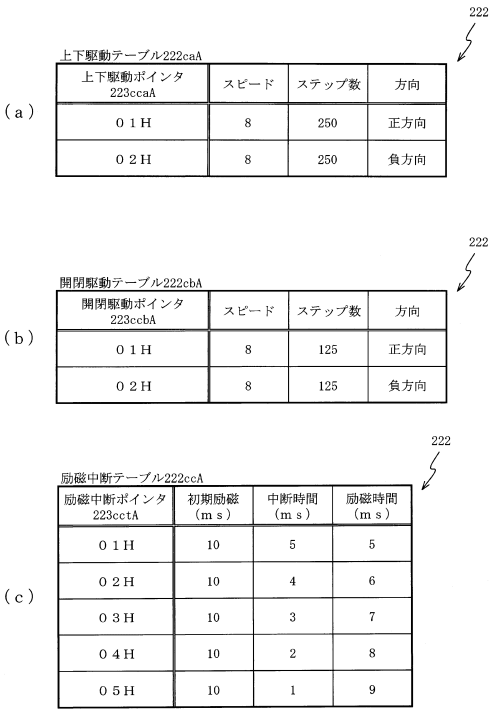 222
上下駆動テーブル222caA
上下駆動ポインタ
223ccaA
スピード ステップ数 方向
(a)
０１Ｈ 8 250 正方向
０２Ｈ 8 250 負方向
222
開閉駆動テーブル222cbA
開閉駆動ポインタ
223ccbA
スピード ステップ数 方向
(b)
０１Ｈ 8 125 正方向
０２Ｈ 8 125 負方向
222
励磁中断テーブル222ccA
励磁中断ポインタ 初期励磁 中断時間 励磁時間
223cctA (ms) (ms) (ms)
０１Ｈ 10 5 5
０２Ｈ 10 4 6
(c)
０３Ｈ 10 3 7
０４Ｈ 10 2 8
０５Ｈ 10 1 9